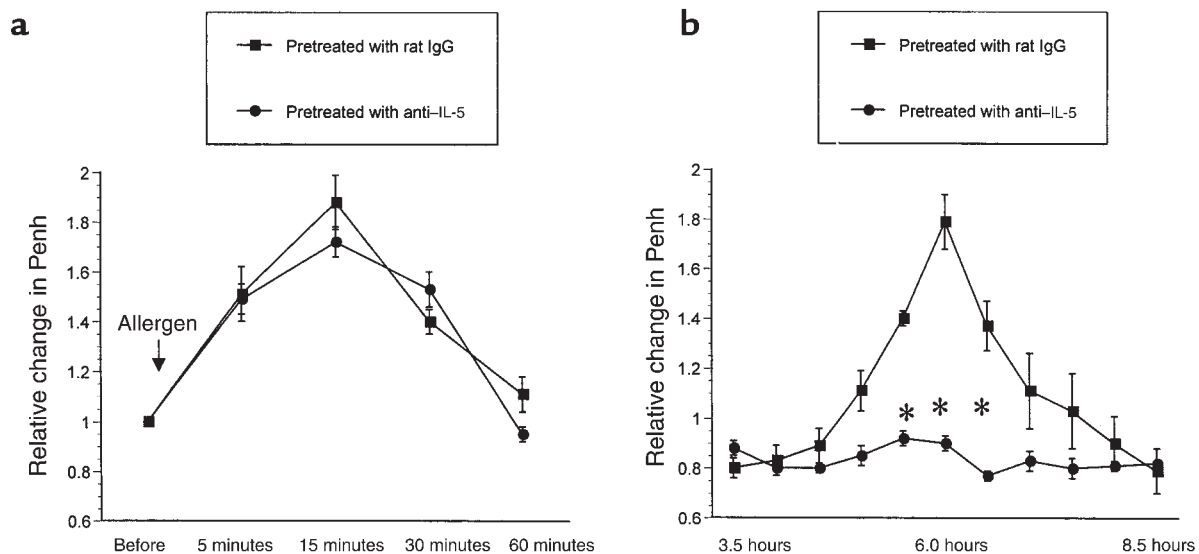 a
Pretreated with rat IgG
Pretreated with anti–IL-5
Relative change in Penh
2
1.8
1.6
1.4
1.2
1
0.8
0.6
Allergen
Before
5 minutes
15 minutes
30 minutes
60 minutes
b
Pretreated with rat IgG
Pretreated with anti–IL-5
Relative change in Penh
2
1.8
1.6
1.4
1.2
1
0.8
0.6
* * *
3.5 hours
6.0 hours
8.5 hours